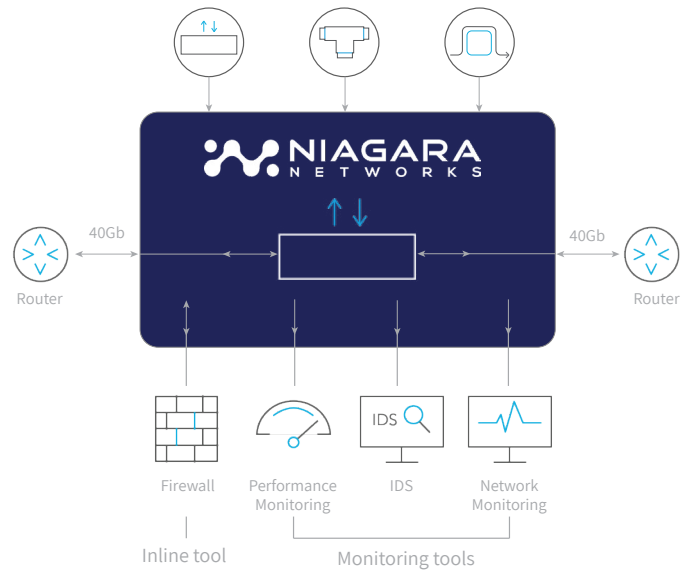 NIAGARA
NETWORKS
40Gb
40Gb
Router
Router
IDS
Firewall
Performance
Monitoring
IDS
Network
Monitoring
Inline tool
Monitoring tools